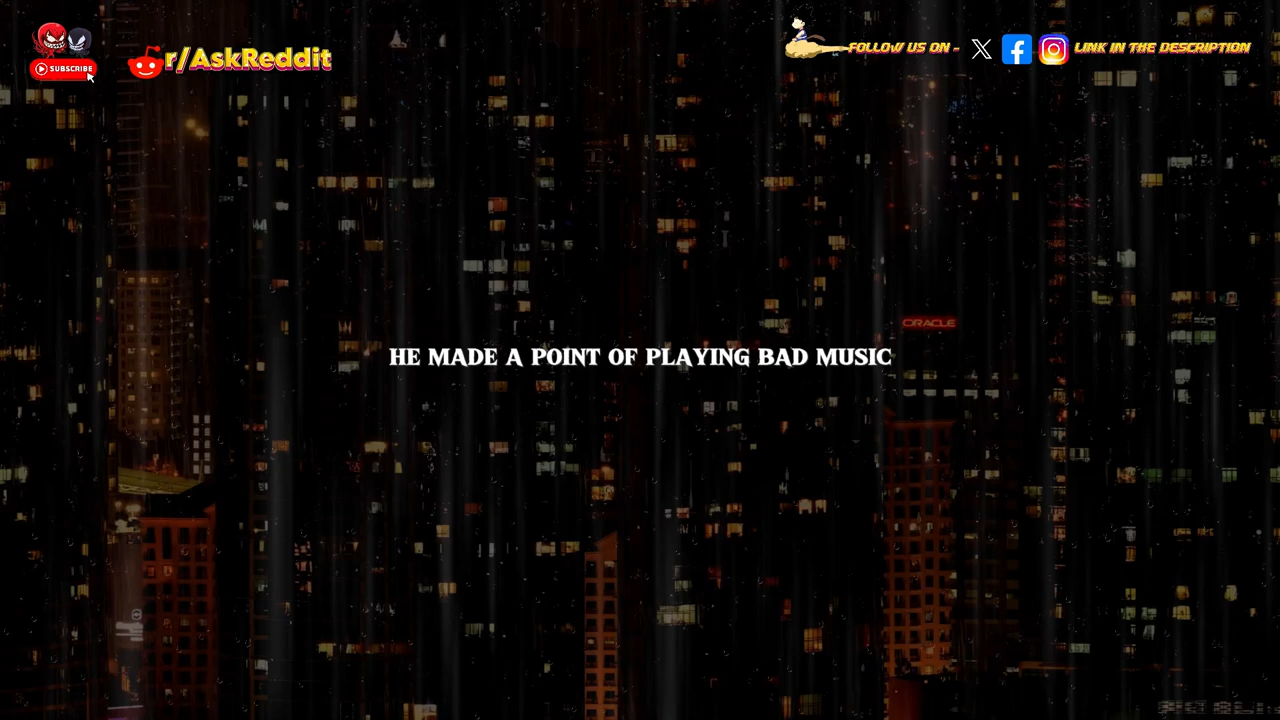 SUBSCRIBE
r/AskReddit
FOLLOW US ON -
LINK IN THE DESCRIPTION
ORACLE
HE MADE A POINT OF PLAYING BAD MUSIC